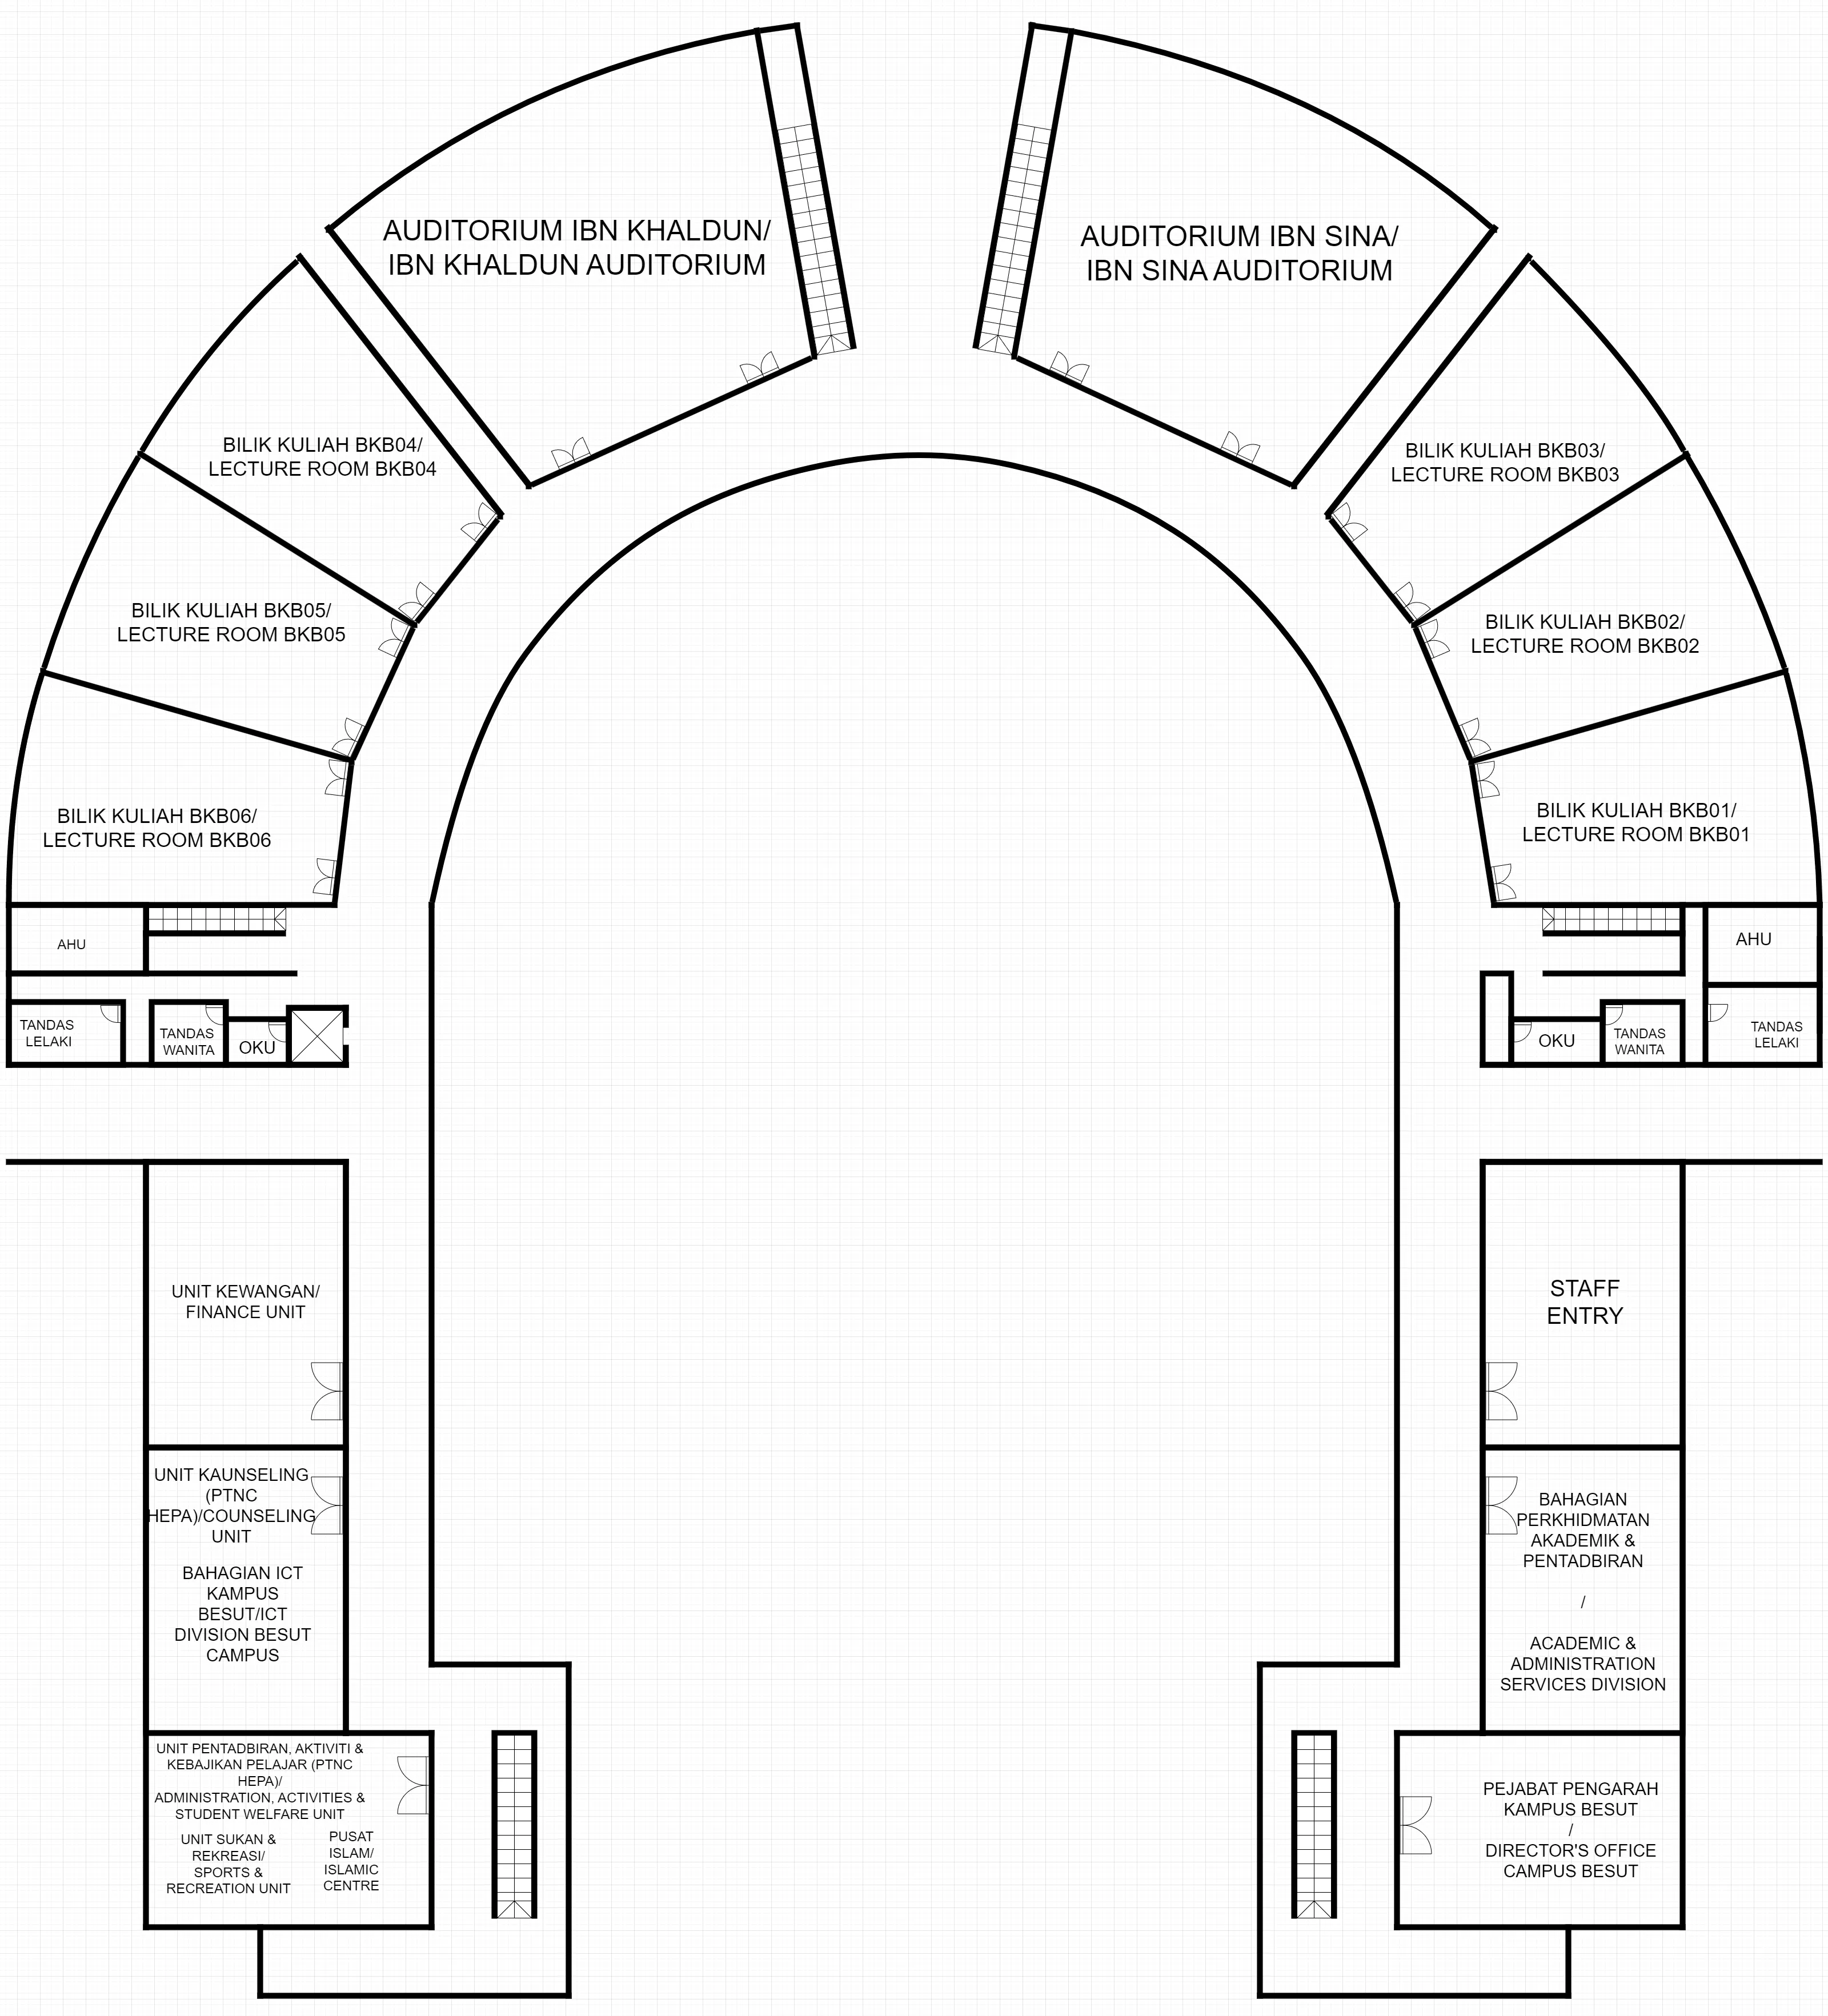 AUDITORIUM IBN KHALDUN/
IBN KHALDUN AUDITORIUM
AUDITORIUM IBN SINA/
IBN SINA AUDITORIUM
BILIK KULIAH BKB04/
LECTURE ROOM BKB04
BILIK KULIAH BKB03/
LECTURE ROOM BKB03
BILIK KULIAH BKB05/
LECTURE ROOM BKB05
BILIK KULIAH BKB02/
LECTURE ROOM BKB02
BILIK KULIAH BKB06/
LECTURE ROOM BKB06
BILIK KULIAH BKB01/
LECTURE ROOM BKB01
AHU
AHU
TANDAS
LELAKI
TANDAS
WANITA
OKU
OKU
TANDAS
WANITA
TANDAS
LELAKI
UNIT KEWANGAN/
FINANCE UNIT
STAFF
ENTRY
UNIT KAUNSELING
(PTNC
HEPA)/COUNSELING
UNIT
BAHAGIAN ICT
KAMPUS
BESUT/ICT
DIVISION BESUT
CAMPUS
BAHAGIAN
PERKHIDMATAN
AKADEMIK &
PENTADBIRAN
/
ACADEMIC &
ADMINISTRATION
SERVICES DIVISION
UNIT PENTADBIRAN, AKTIVITI &
KEBAJIKAN PELAJAR (PTNC
HEPA)/
ADMINISTRATION, ACTIVITIES &
STUDENT WELFARE UNIT
UNIT SUKAN &
REKREASI/
SPORTS &
RECREATION UNIT
PUSAT
ISLAM/
ISLAMIC
CENTRE
PEJABAT PENGARAH
KAMPUS BESUT
/
DIRECTOR'S OFFICE
CAMPUS BESUT